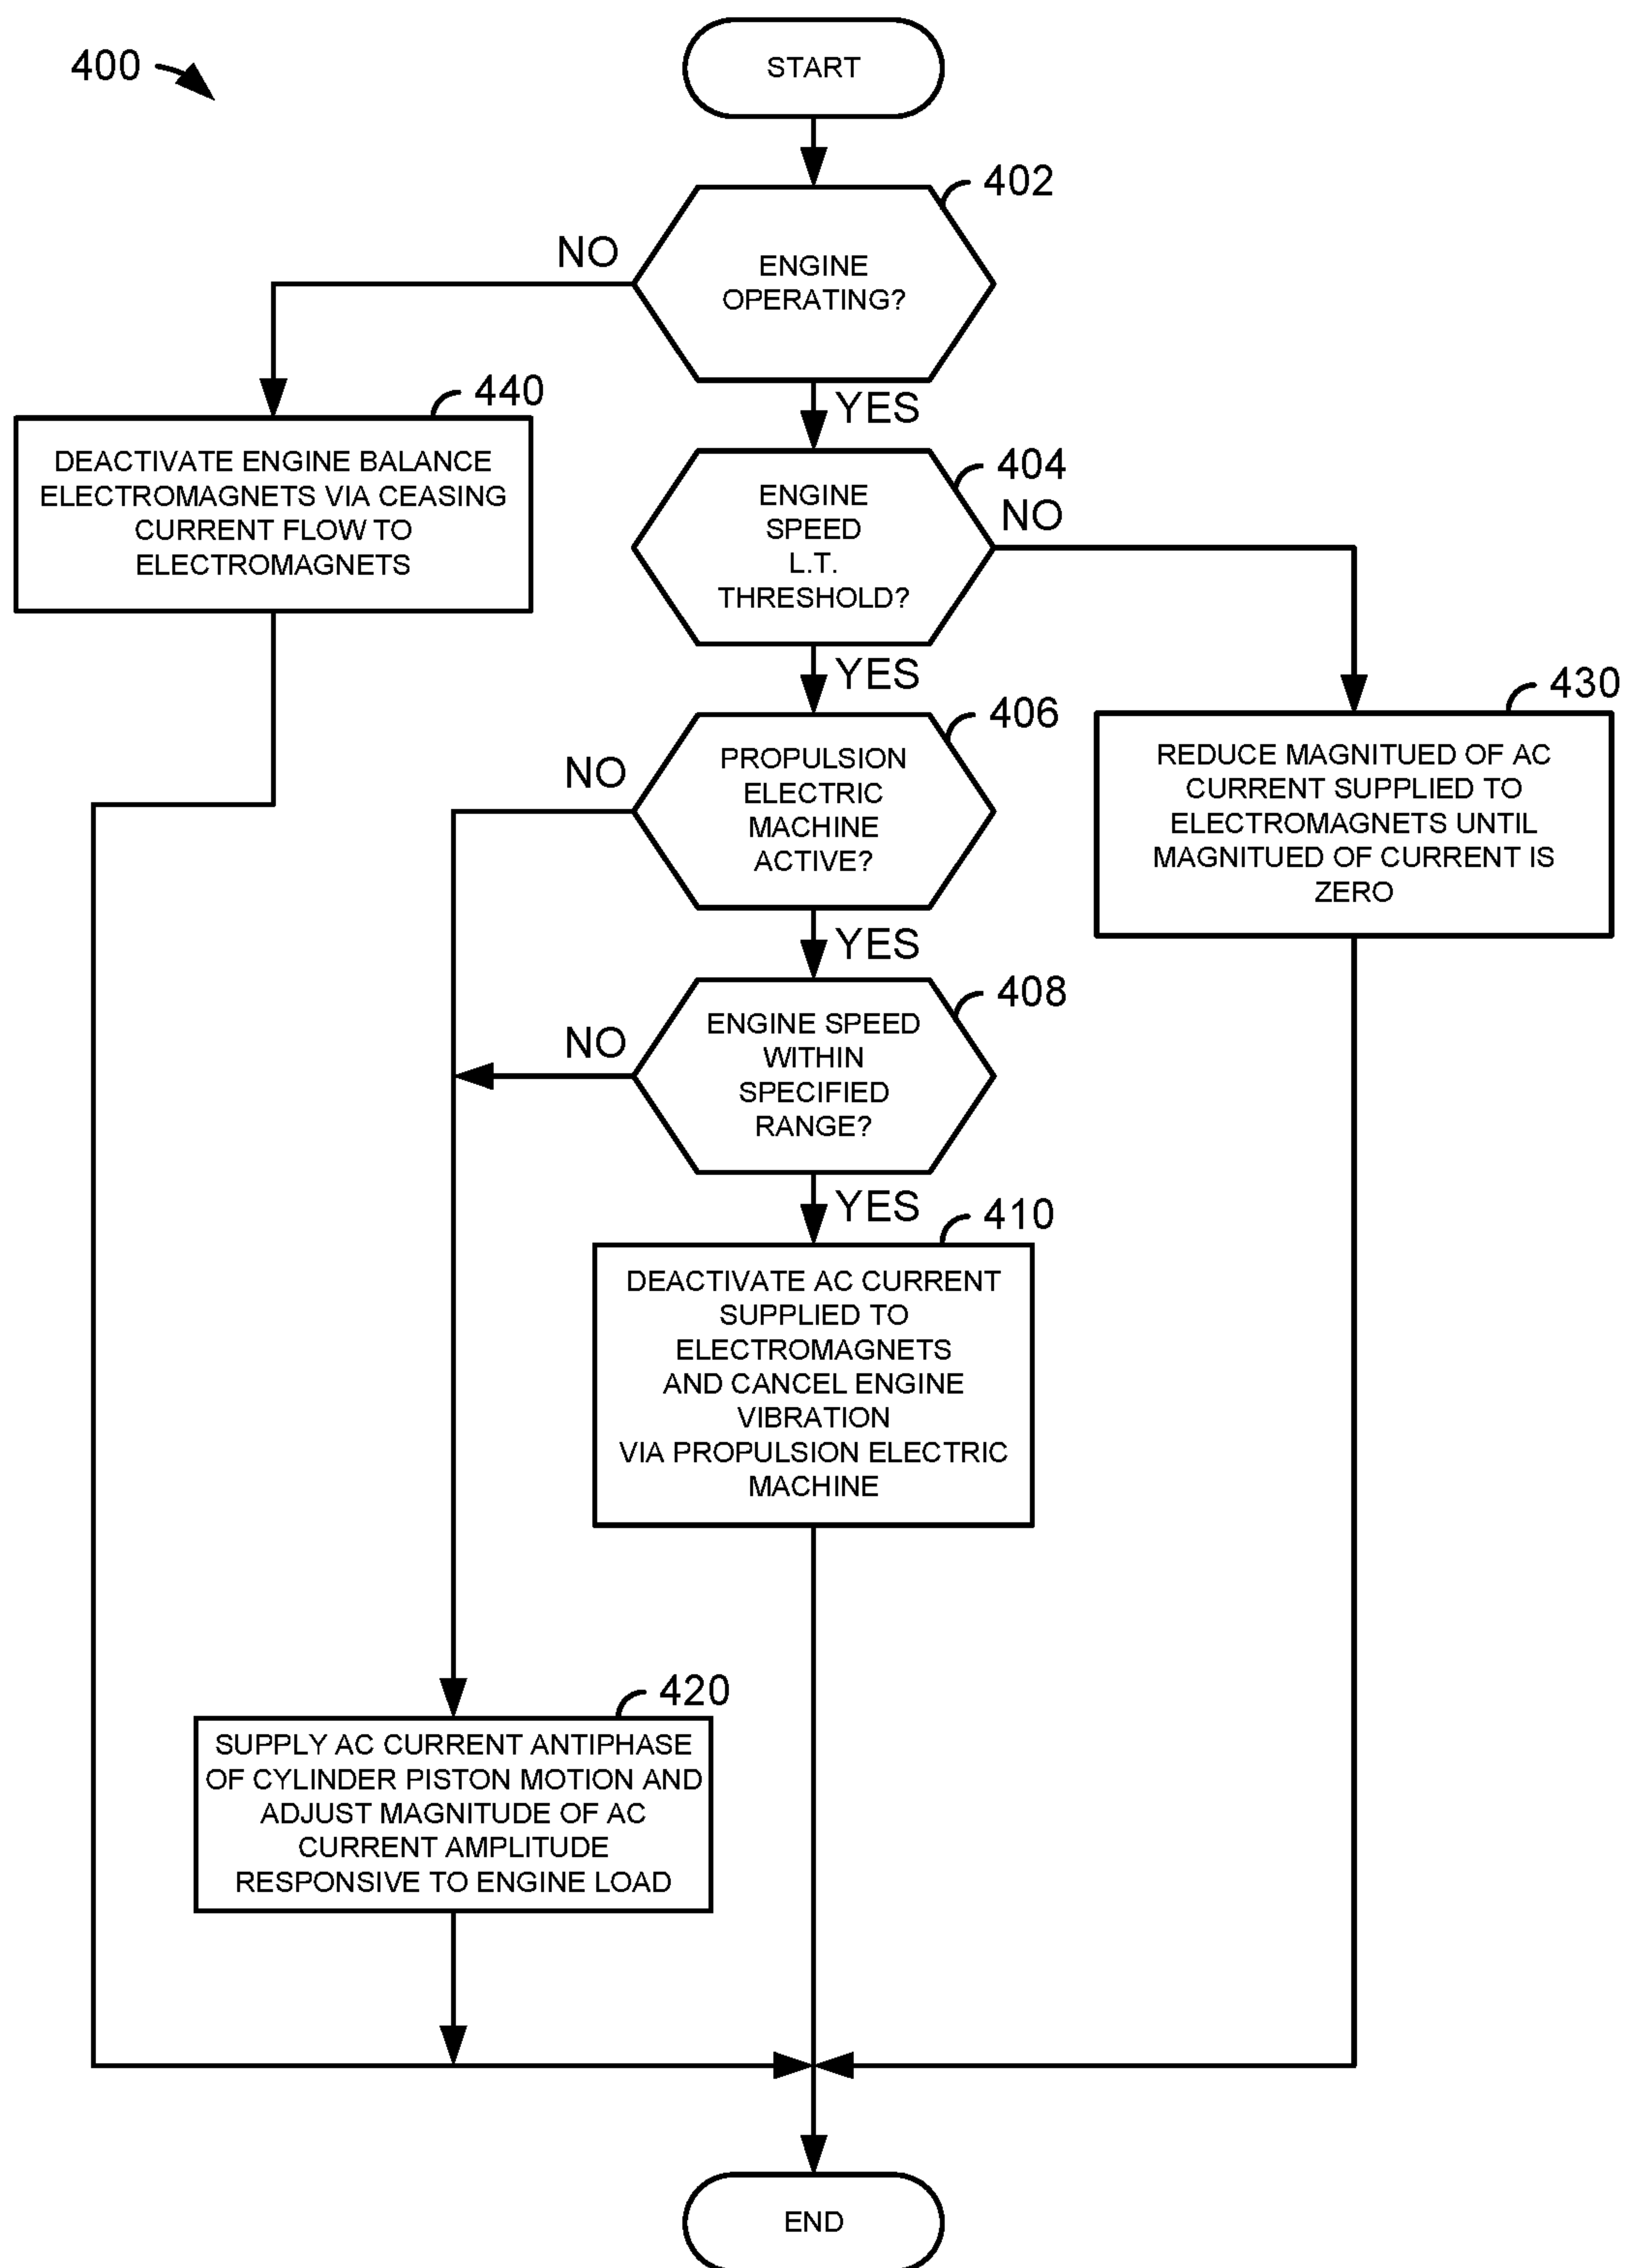 400
START
402
ENGINE
OPERATING?
NO
YES
440
DEACTIVATE ENGINE BALANCE
ELECTROMAGNETS VIA CEASING
CURRENT FLOW TO
ELECTROMAGNETS
404
ENGINE
SPEED
L.T.
THRESHOLD?
NO
YES
430
REDUCE MAGNITUED OF AC
CURRENT SUPPLIED TO
ELECTROMAGNETS UNTIL
MAGNITUED OF CURRENT IS
ZERO
406
PROPULSION
ELECTRIC
MACHINE
ACTIVE?
NO
YES
408
ENGINE SPEED
WITHIN
SPECIFIED
RANGE?
NO
YES
410
DEACTIVATE AC CURRENT
SUPPLIED TO
ELECTROMAGNETS
AND CANCEL ENGINE
VIBRATION
VIA PROPULSION ELECTRIC
MACHINE
420
SUPPLY AC CURRENT ANTIPHASE
OF CYLINDER PISTON MOTION AND
ADJUST MAGNITUDE OF AC
CURRENT AMPLITUDE
RESPONSIVE TO ENGINE LOAD
END